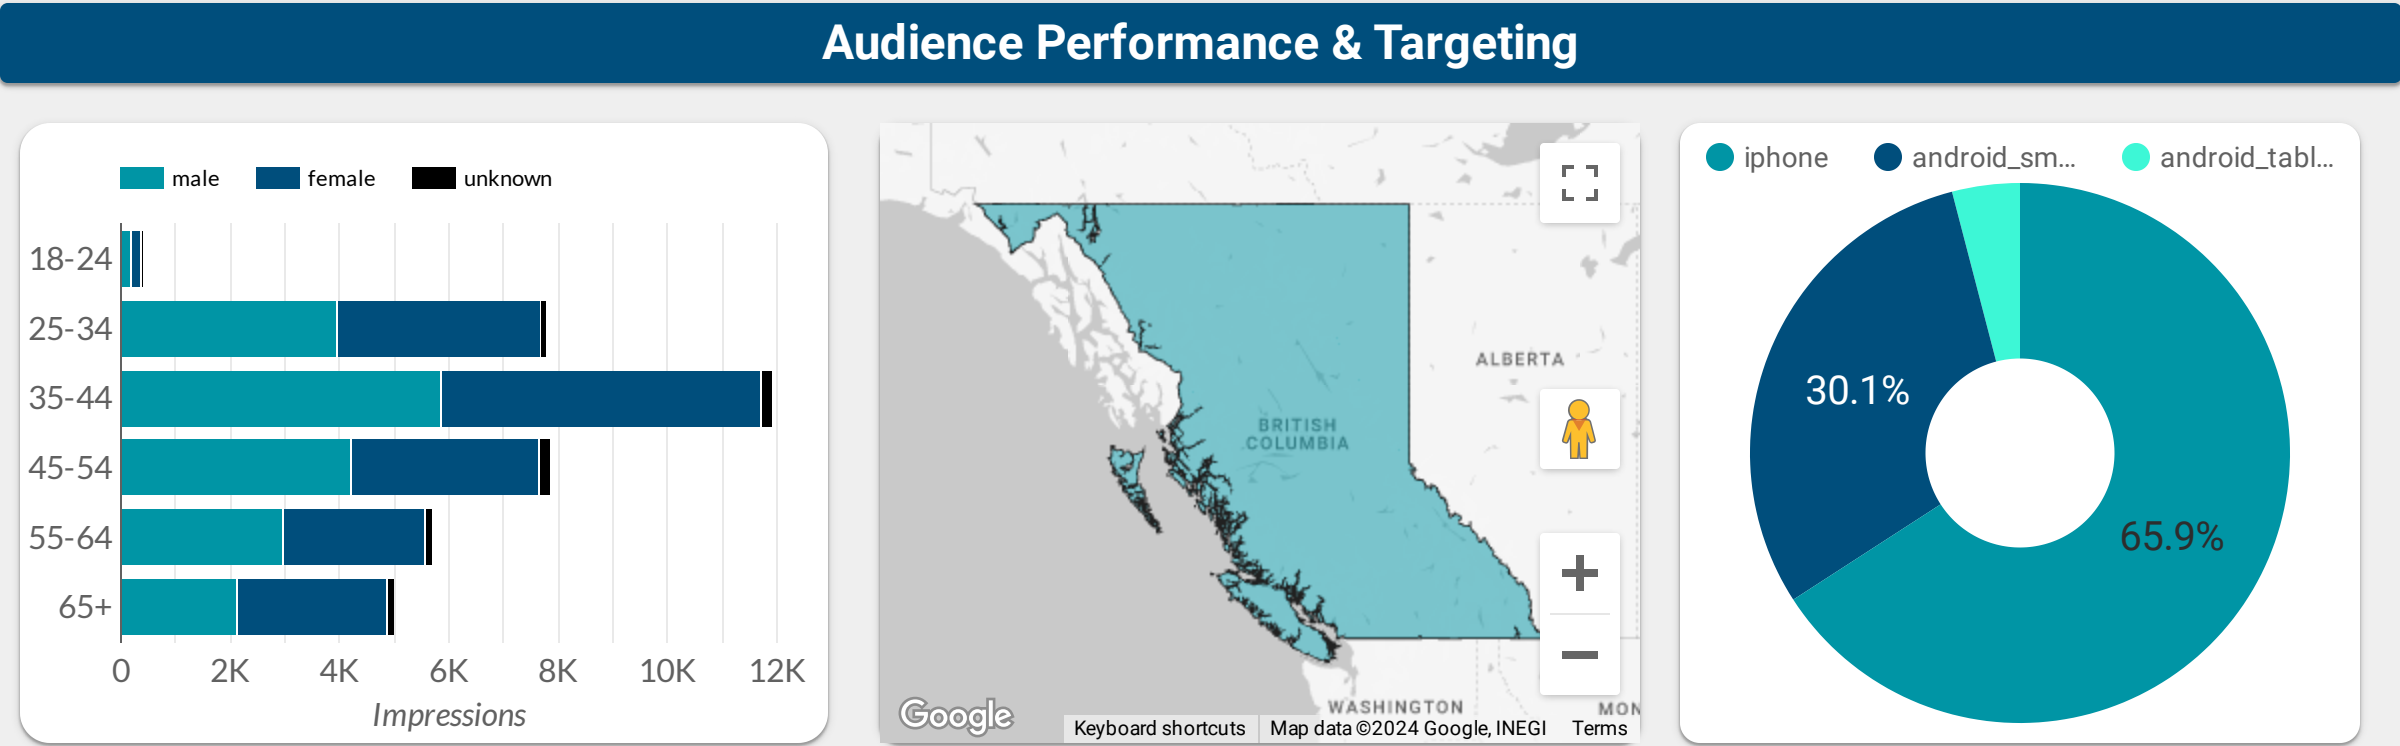 Audience Performance & Targeting
male
female
unknown
18-24
25-34
35-44
45-54
55-64
65+
0
2K
4K
6K
8K
10K
12K
Impressions
ALBERTA
BRITISH
COLUMBIA
WASHINGTON
MON
Google
Keyboard shortcuts
Map data ©2024 Google, INEGI
Terms
iphone
android_sm...
android_tabl...
30.1%
65.9%